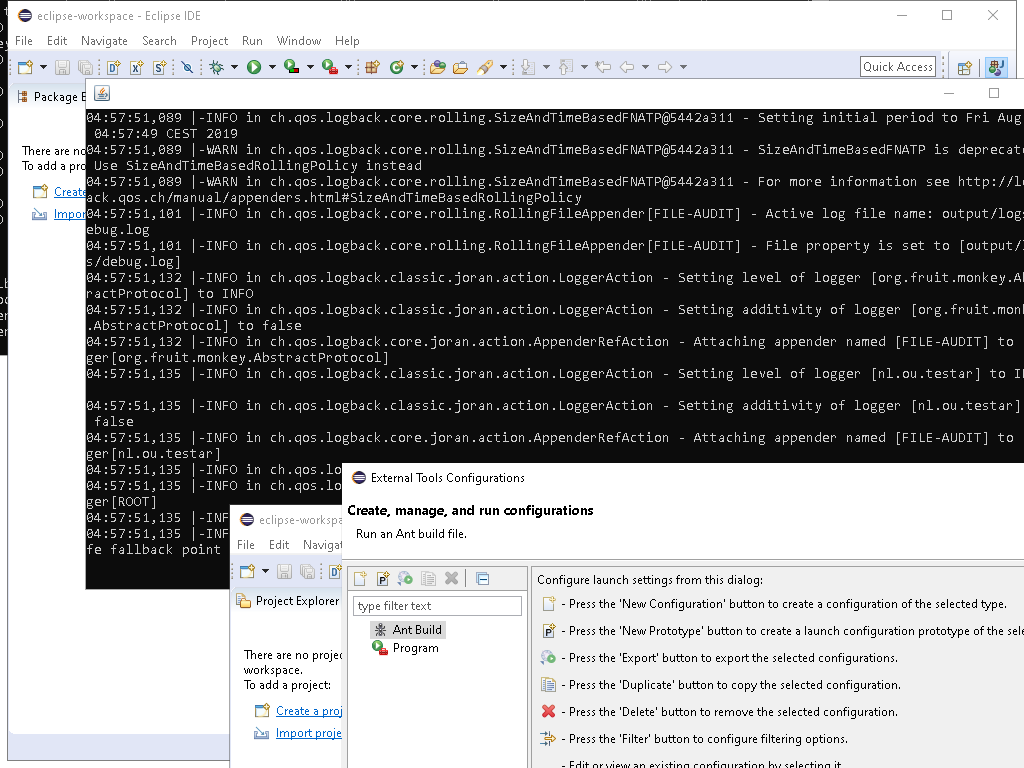 eclipse-workspace - Eclipse IDE
File Edit Navigate Search Project Run Window Help
Quick Access
Package E
There are no
To add a pro
Create
Impor
04:57:51,089 |-INFO in ch.qos.logback.core.rolling.SizeAndTimeBasedFNATP@5442a311 - Setting initial period to Fri Aug
04:57:49 CEST 2019
04:57:51,089 |-WARN in ch.qos.logback.core.rolling.SizeAndTimeBasedFNATP@5442a311 - SizeAndTimeBasedFNATP is deprecat
Use SizeAndTimeBasedRollingPolicy instead
04:57:51,089 |-WARN in ch.qos.logback.core.rolling.SizeAndTimeBasedFNATP@5442a311 - For more information see http://l
ack.qos.ch/manual/appenders.html#SizeAndTimeBasedRollingPolicy
04:57:51,101 |-INFO in ch.qos.logback.core.rolling.RollingFileAppender[FILE-AUDIT] - Active log file name: output/logs
ebug.log
04:57:51,101 |-INFO in ch.qos.logback.core.rolling.RollingFileAppender[FILE-AUDIT] - File property is set to [output/l
s/debug.log]
04:57:51,132 |-INFO in ch.qos.logback.classic.joran.action.LoggerAction - Setting level of logger [org.fruit.monkey.Ab
ractProtocol] to INFO
04:57:51,132 |-INFO in ch.qos.logback.classic.joran.action.LoggerAction - Setting additivity of logger [org.fruit.monk
.AbstractProtocol] to false
04:57:51,132 |-INFO in ch.qos.logback.core.joran.action.AppenderRefAction - Attaching appender named [FILE-AUDIT] to
ger[org.fruit.monkey.AbstractProtocol]
04:57:51,135 |-INFO in ch.qos.logback.classic.joran.action.LoggerAction - Setting level of logger [nl.ou.testar] to I
04:57:51,135 |-INFO in ch.qos.logback.classic.joran.action.LoggerAction - Setting additivity of logger [nl.ou.testar]
false
04:57:51,135 |-INFO in ch.qos.logback.core.joran.action.AppenderRefAction - Attaching appender named [FILE-AUDIT] to
ger[nl.ou.testar]
04:57:51,135 |-INFO in ch.qos.lo
04:57:51,135 |-INFO in ch.qos.lo
ger[ROOT]
04:57:51,135 |-INF
04:57:51,135 |-INF
fe fallback point
eclipse-workspa
File Edit Navigat
Project Explorer
There are no projec
workspace.
To add a project:
Create a proj
Import proje
External Tools Configurations
Create, manage, and run configurations
Run an Ant build file.
type filter text
Ant Build
Program
Configure launch settings from this dialog:
- Press the 'New Configuration' button to create a configuration of the selected type.
- Press the 'New Prototype' button to create a launch configuration prototype of the sele
- Press the 'Export' button to export the selected configurations.
- Press the 'Duplicate' button to copy the selected configuration.
- Press the 'Delete' button to remove the selected configuration.
- Press the 'Filter' button to configure filtering options.
- Edit or view an existing configuration by selecting it.